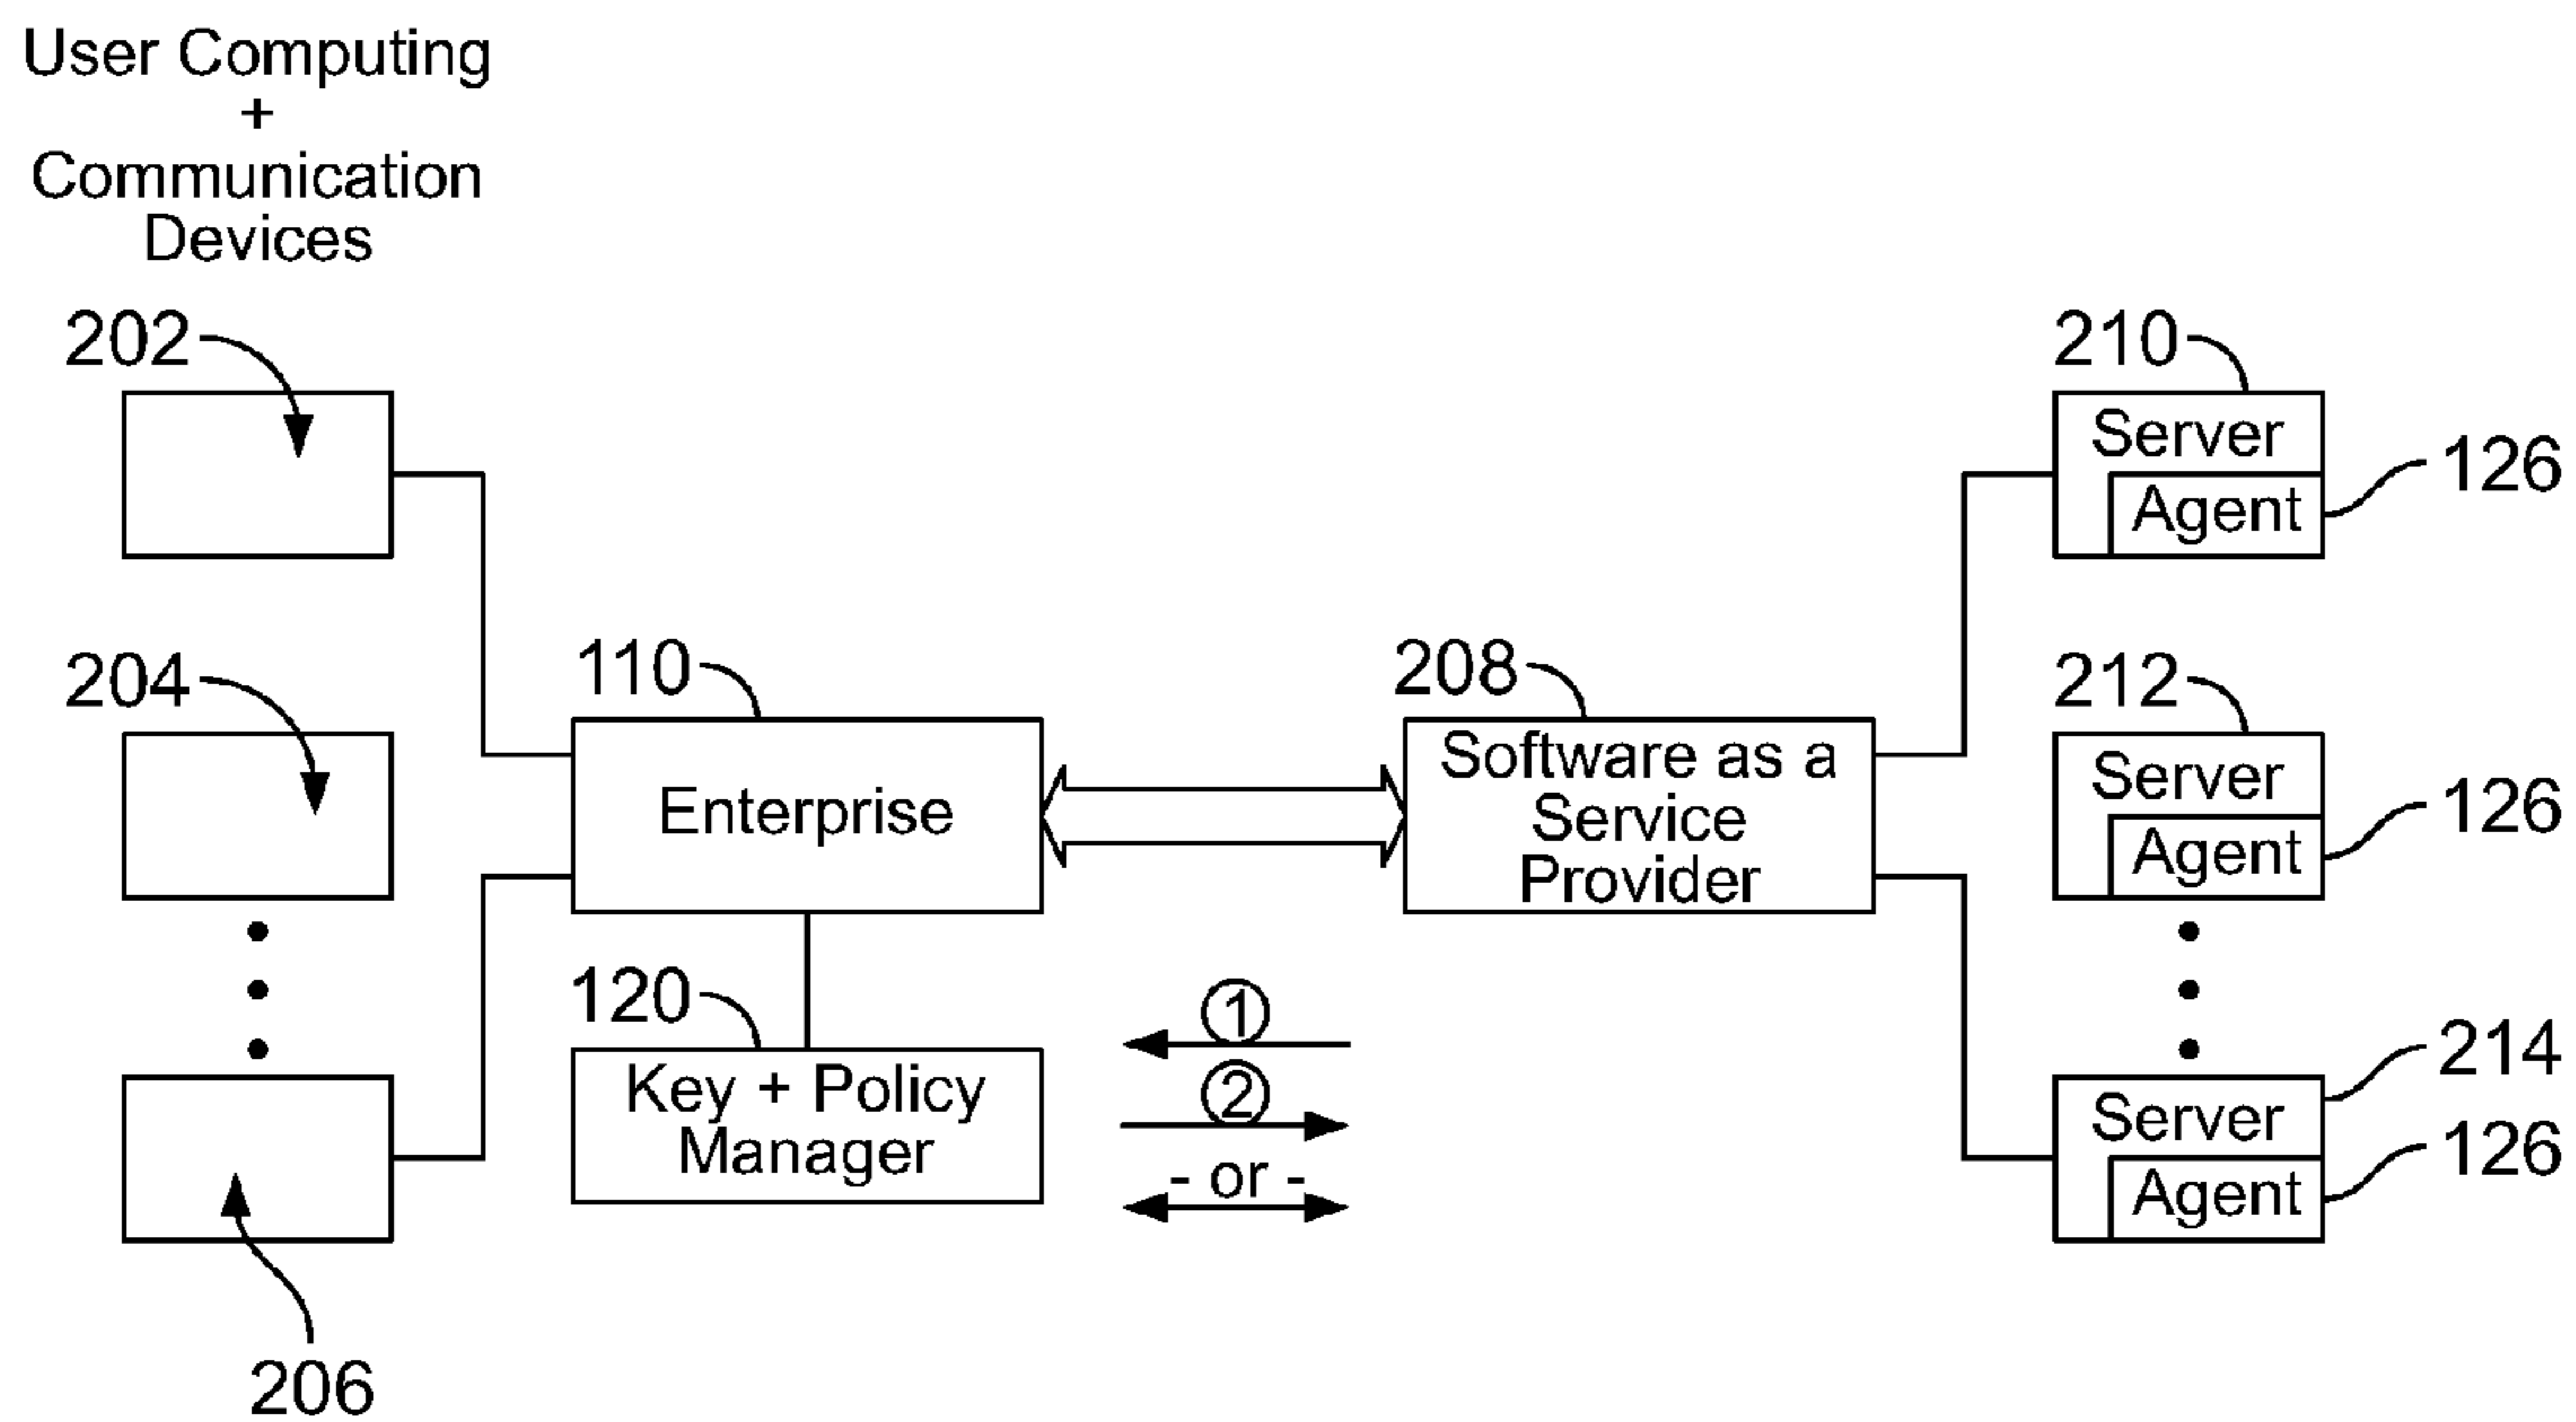 User Computing
+
Communication
Devices
202
210
Server
Agent
126
204
110
208
212
Enterprise
Software as a
Service
Provider
Server
Agent
126
120
Key + Policy
Manager
1
2
- or -
214
Server
Agent
126
206